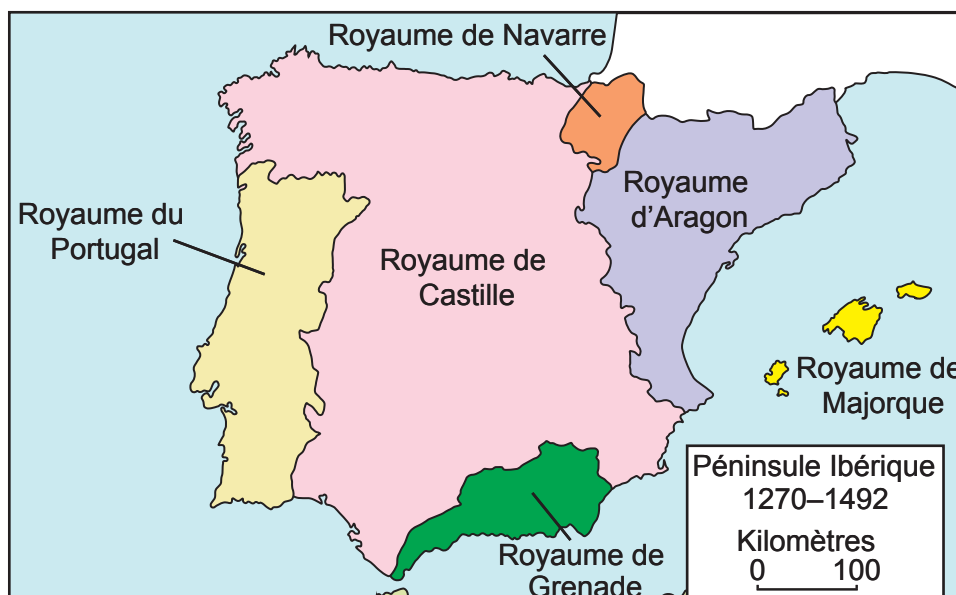 Royaume de Navarre
Royaume du
Portugal
Royaume
d’Aragon
Royaume de
Castille
Royaume de
Majorque
Péninsule Ibérique
1270–1492
Kilomètres
0 100
Royaume de
Grenade